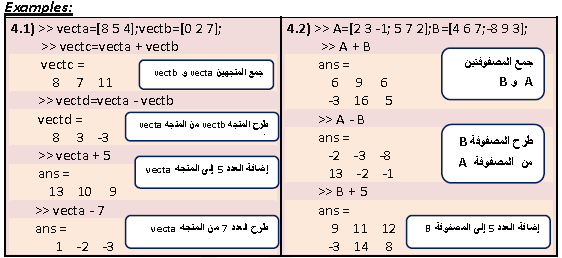 Examples:
4.1) >> vecta=[8 5 4];vectb=[0 2 7];
>> vectc=vecta + vectb
vectc =
8 7 11
جمع المتجهين vecta و vectb
>>vectd=vecta - vectb
vectd =
8 3 -3
طرح المتجه vectb من المتجه vecta
>>vecta + 5
ans =
13 10 9
إضافة العدد 5 إلى المتجه vecta
>> vecta - 7
ans =
1 -2 -3
طرح العدد 7 من المتجه vecta
4.2) >> A=[2 3 -1; 5 7 2];B=[4 6 7;-8 9 3];
>> A + B
ans =
6 9 6
-3 16 5
جمع المصفوفتين
A و B
>> A - B
ans =
-2 -3 -8
13 -2 -1
طرح المصفوفة B
من المصفوفة A
>> B + 5
ans =
9 11 12
-3 14 8
إضافة العدد 5 إلى المصفوفة B